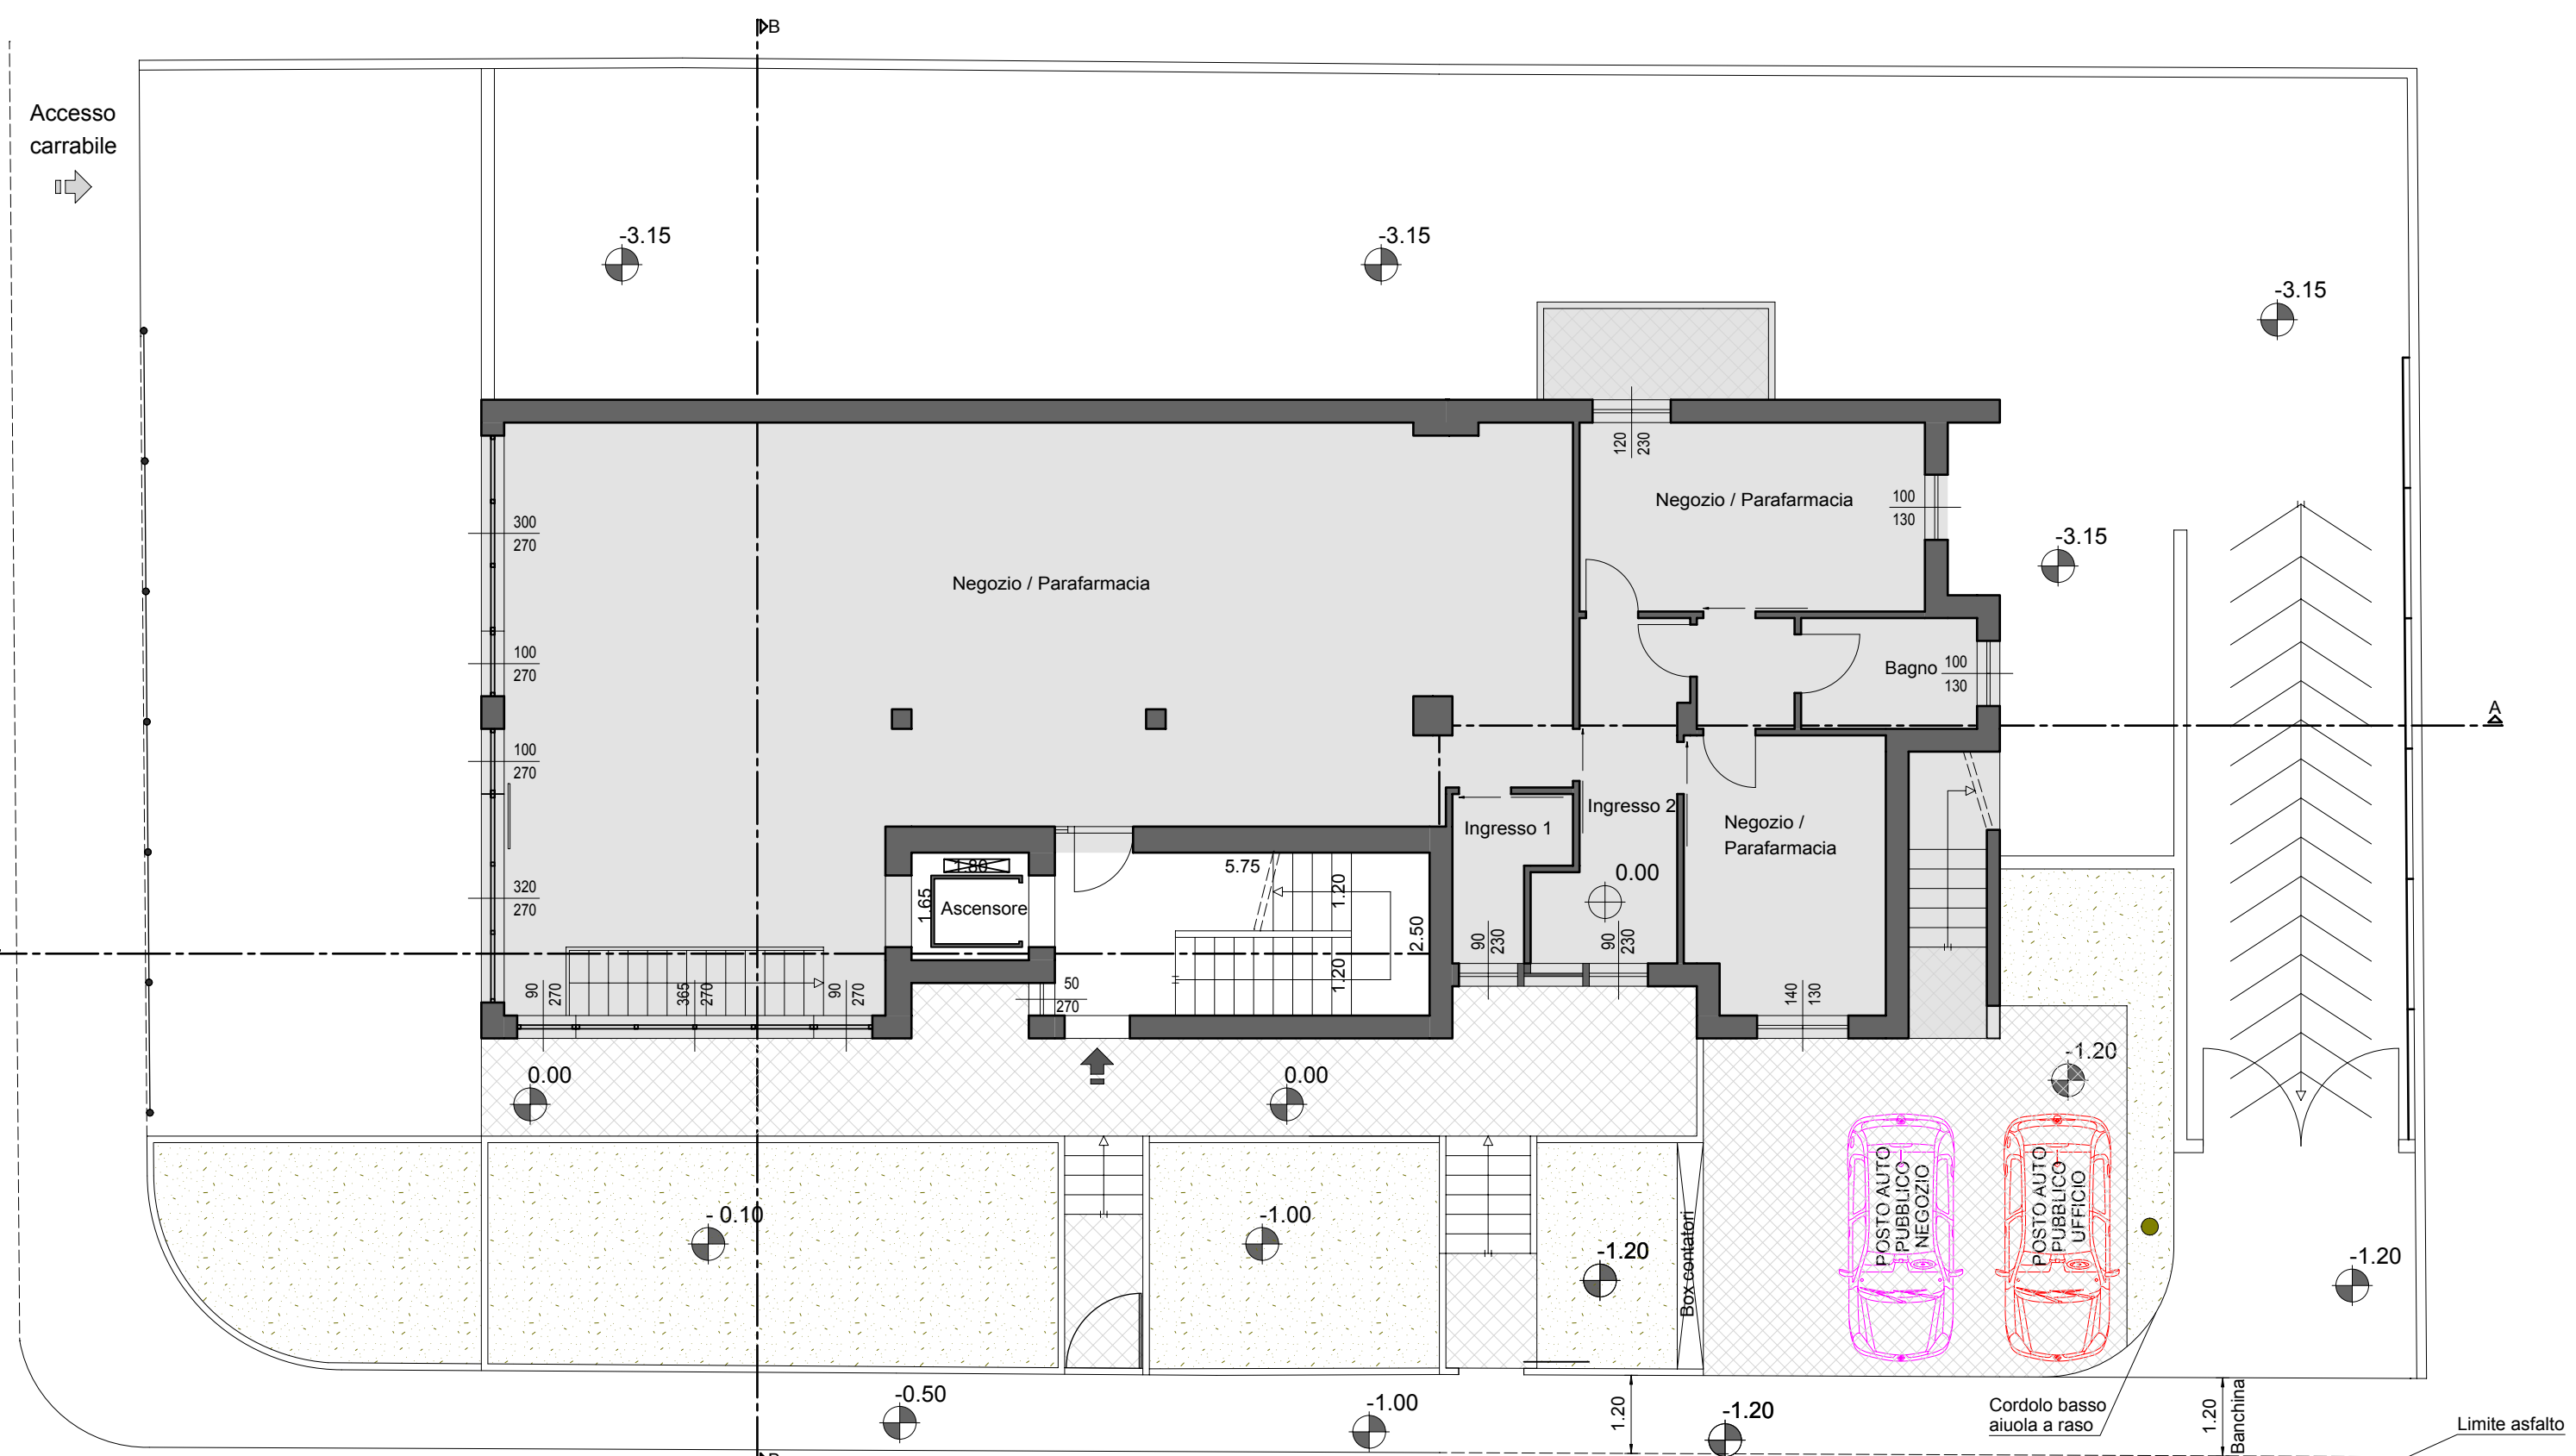 B
Accesso
carrabile
-3.15
-3.15
-3.15
-3.15
120
230
Negozio / Parafarmacia
100
130
300
270
Negozio / Parafarmacia
100
270
Bagno
100
130
A
100
270
Ingresso 2
Ingresso 1
Negozio /
Parafarmacia
320
270
1.80
1.65
Ascensore
5.75
1.20
1.20
2.50
0.00
90
230
90
230
90
270
365
270
90
270
50
270
140
130
0.00
0.00
-1.20
POSTO AUTO
PUBBLICO
NEGOZIO
POSTO AUTO
PUBBLICO
UFFICIO
- 0.10
-1.00
-1.20
Box contatori
-1.20
-0.50
-1.00
1.20
-1.20
Cordolo basso
aiuola a raso
1.20
Banchina
Limite asfalto